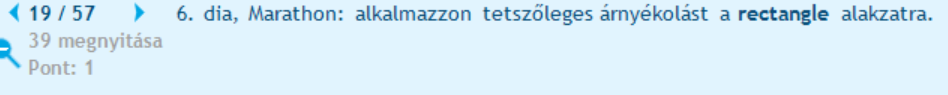 19 / 57 6. dia, Marathon: alkalmazzon tetszőleges árnyékolást a rectangle alakzatra.
39 megnyitása
Pont: 1